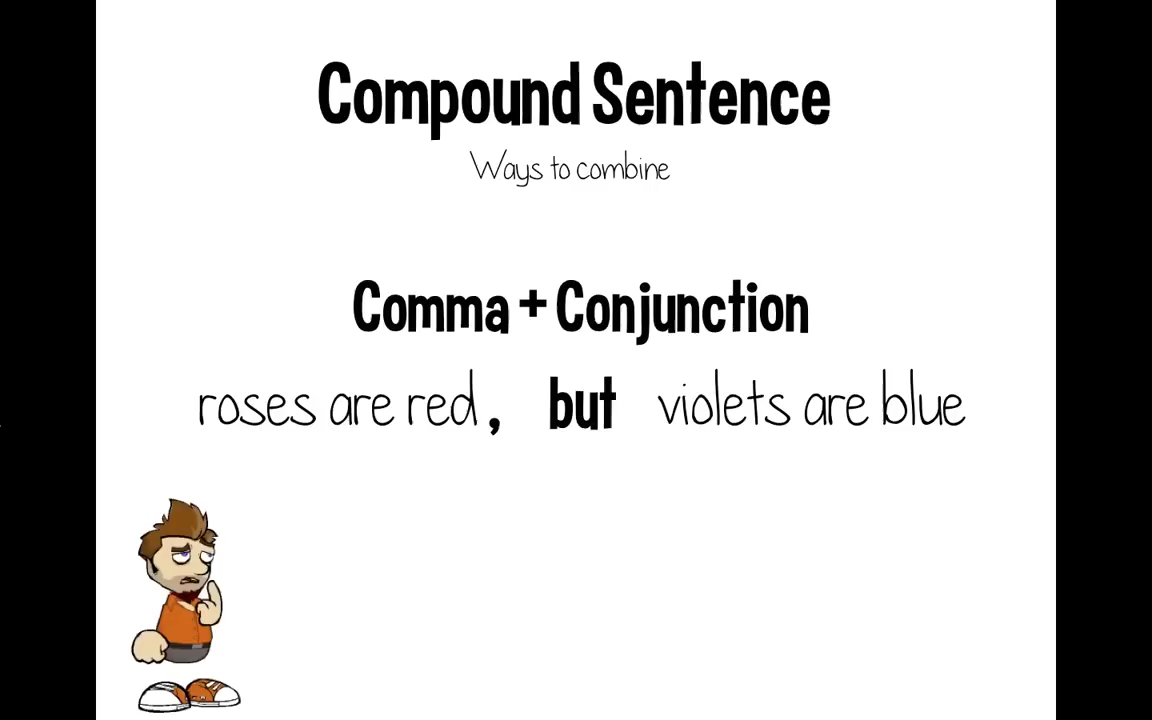 Compound Sentence
Ways to combine
Comma + Conjunction
roses are red, but violets are blue